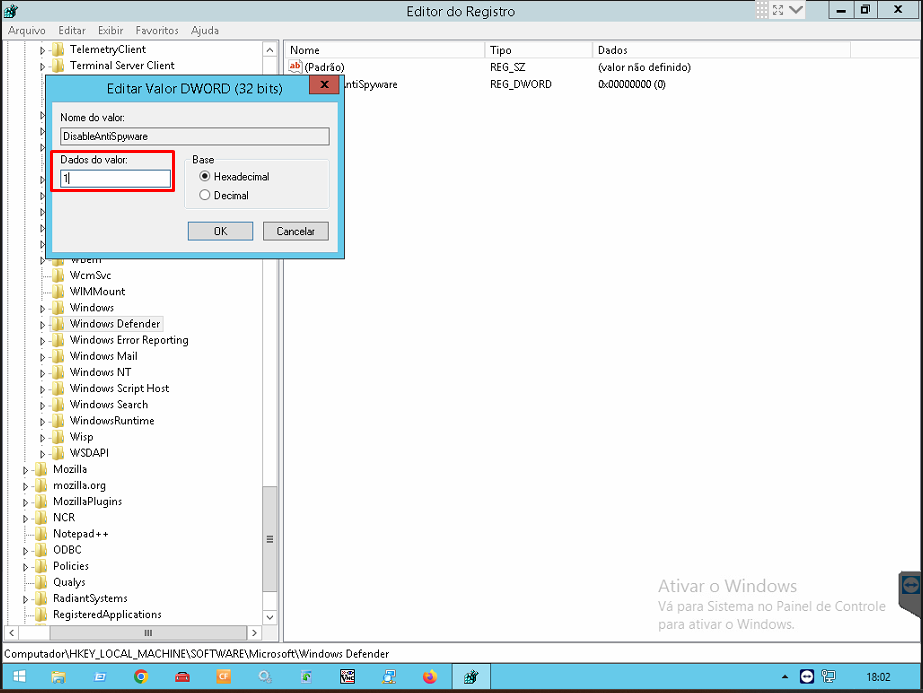 Editor do Registro
Arquivo Editar Exibir Favoritos Ajuda
TelemetryClient
Terminal Server Client
Editar Valor DWORD (32 bits)
Nome do valor:
DisableAntiSpyware
Dados do valor:
1
Base
Hexadecimal
Decimal
OK Cancelar
Wbem
WcmSvc
WIMMount
Windows
Windows Defender
Windows Error Reporting
Windows Mail
Windows NT
Windows Script Host
Windows Search
WindowsRuntime
Wisp
WSDAPI
Mozilla
mozilla.org
MozillaPlugins
NCR
Notepad++
ODBC
Policies
Qualys
RadiantSystems
RegisteredApplications
Nome Tipo Dados
ab (Padrão) REG_SZ (valor não definido)
ntiSpyware REG_DWORD 0x00000000 (0)
Ativar o Windows
Vá para Sistema no Painel de Controle
para ativar o Windows.
Computador\HKEY_LOCAL_MACHINE\SOFTWARE\Microsoft\Windows Defender
CF
18:02